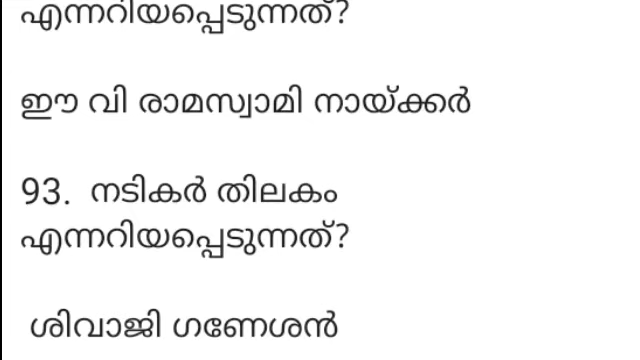 എന്നറിയപ്പെടുന്നത്?
ഈ വി രാമസ്വാമി നായ്ക്കർ
93. നടികർ തിലകം
എന്നറിയപ്പെടുന്നത്?
ശിവാജി ഗണേശൻ